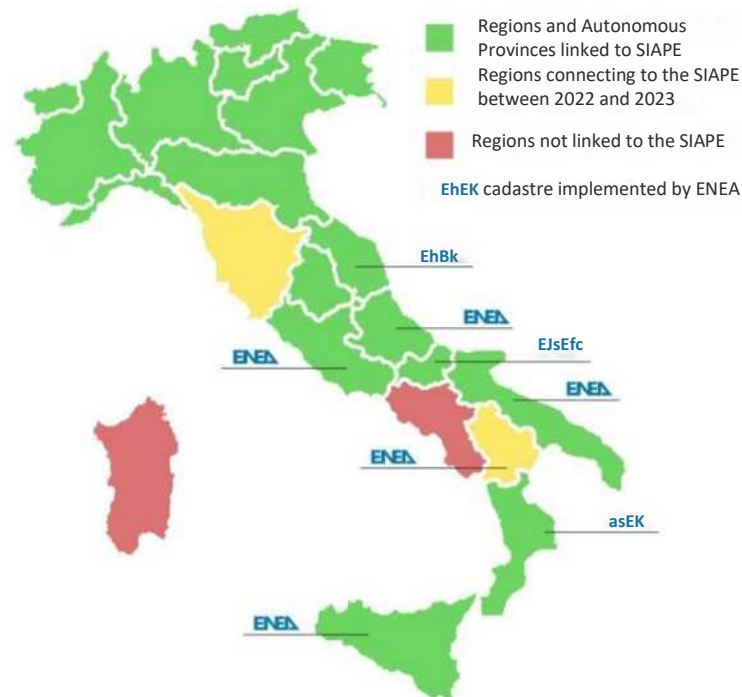 Regions and Autonomous
Provinces linked to SIAPE
Regions connecting to the SIAPE
between 2022 and 2023
Regions not linked to the SIAPE
EhEK cadastre implemented by ENEA
EhBk
ENEA
EJsEfc
ENEA
ENEA
ENEA
asEK
ENEA